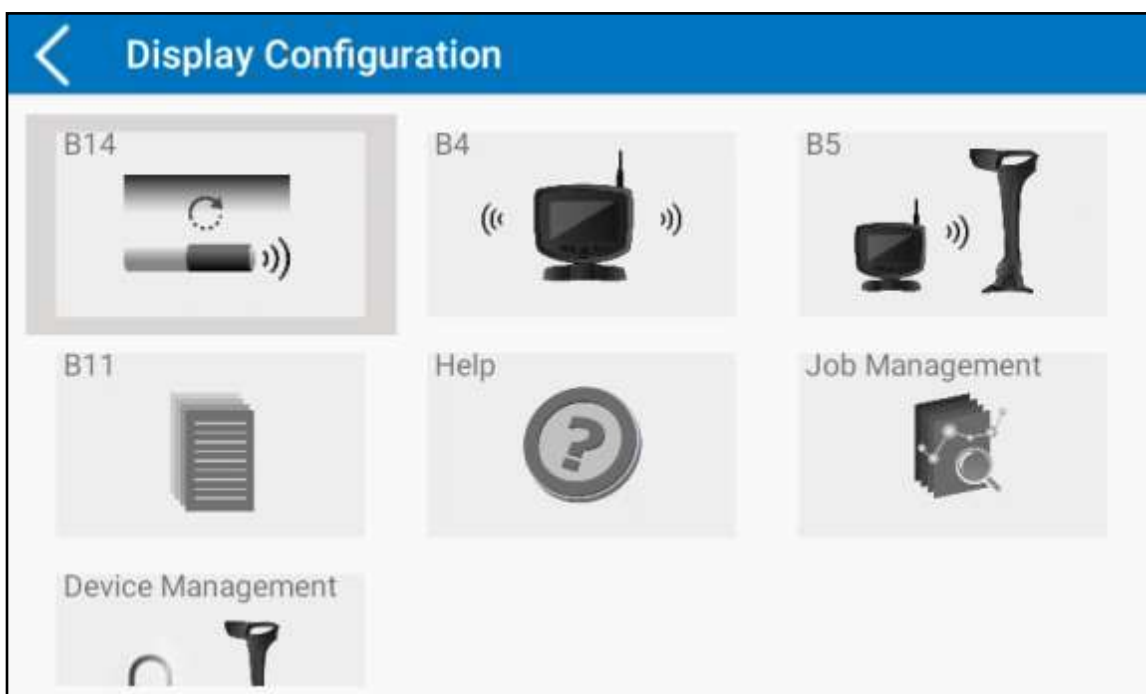 Display Configuration
B14
B4
B5
B11
Help
Job Management
?
Device Management